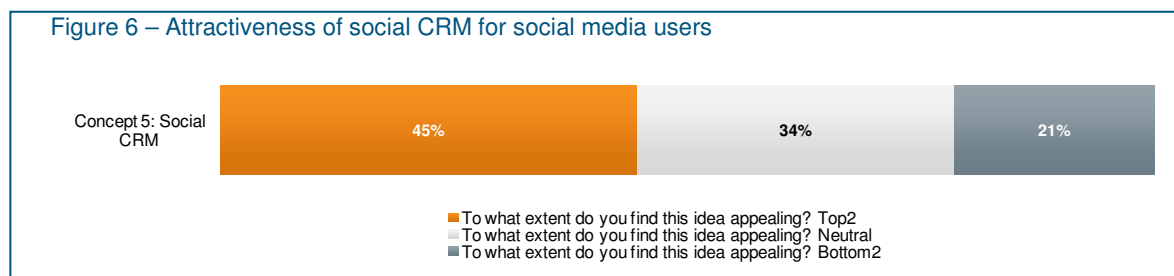 Figure 6 – Attractiveness of social CRM for social media users
Concept 5: Social
CRM
45%
34%
21%
To what extent do you find this idea appealing? Top2
To what extent do you find this idea appealing? Neutral
To what extent do you find this idea appealing? Bottom2